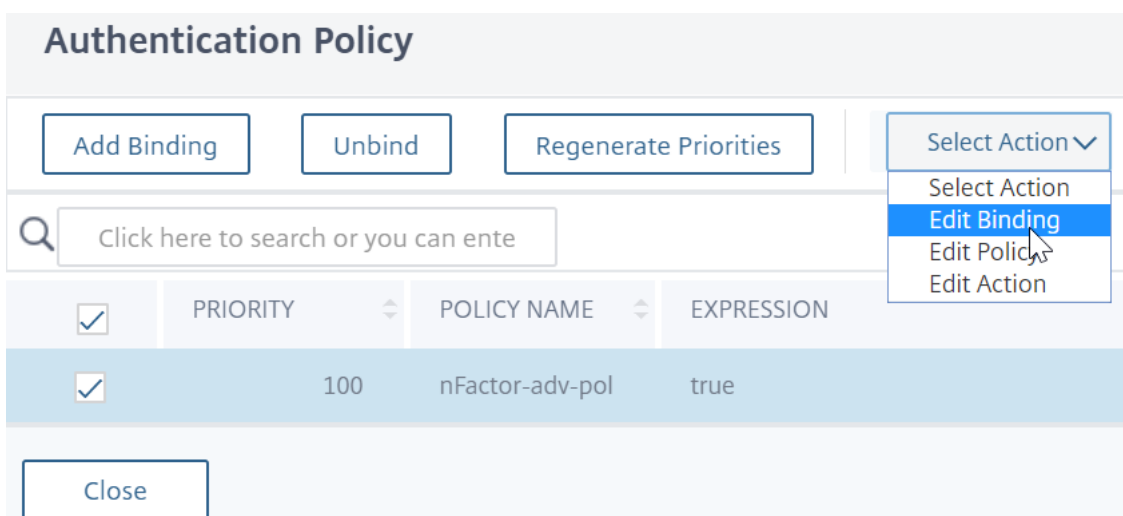 Authentication Policy
Add Binding Unbind Regenerate Priorities Select Action
Select Action
Edit Binding
Edit Policy
Edit Action
Click here to search or you can ente
PRIORITY POLICY NAME EXPRESSION
100 nFactor-adv-pol true
Close